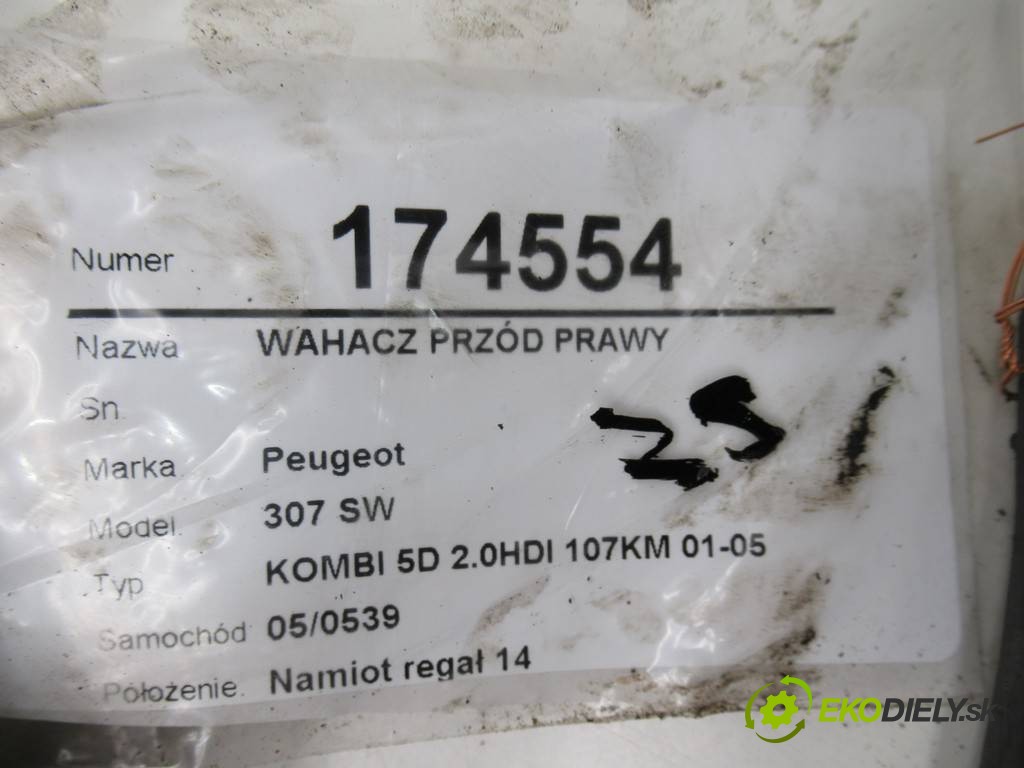 Numer 174554
Nazwa WAHACZ PRZÓD PRAWY
Sn.
Marka Peugeot
Model. 307 SW
Typ KOMBI 5D 2.0HDI 107KM 01-05
Samochód 05/0539
Położenie. Namiot regał 14
EKODIELY.sk